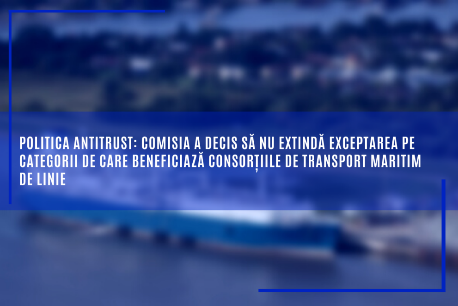 POLITICA ANTITRUST: COMISIA A DECIS SĂ NU EXTINDĂ EXCEPTAREA PE
CATEGORII DE CARE BENEFICIAZĂ CONSORȚIILE DE TRANSPORT MARITIM
DE LINIE